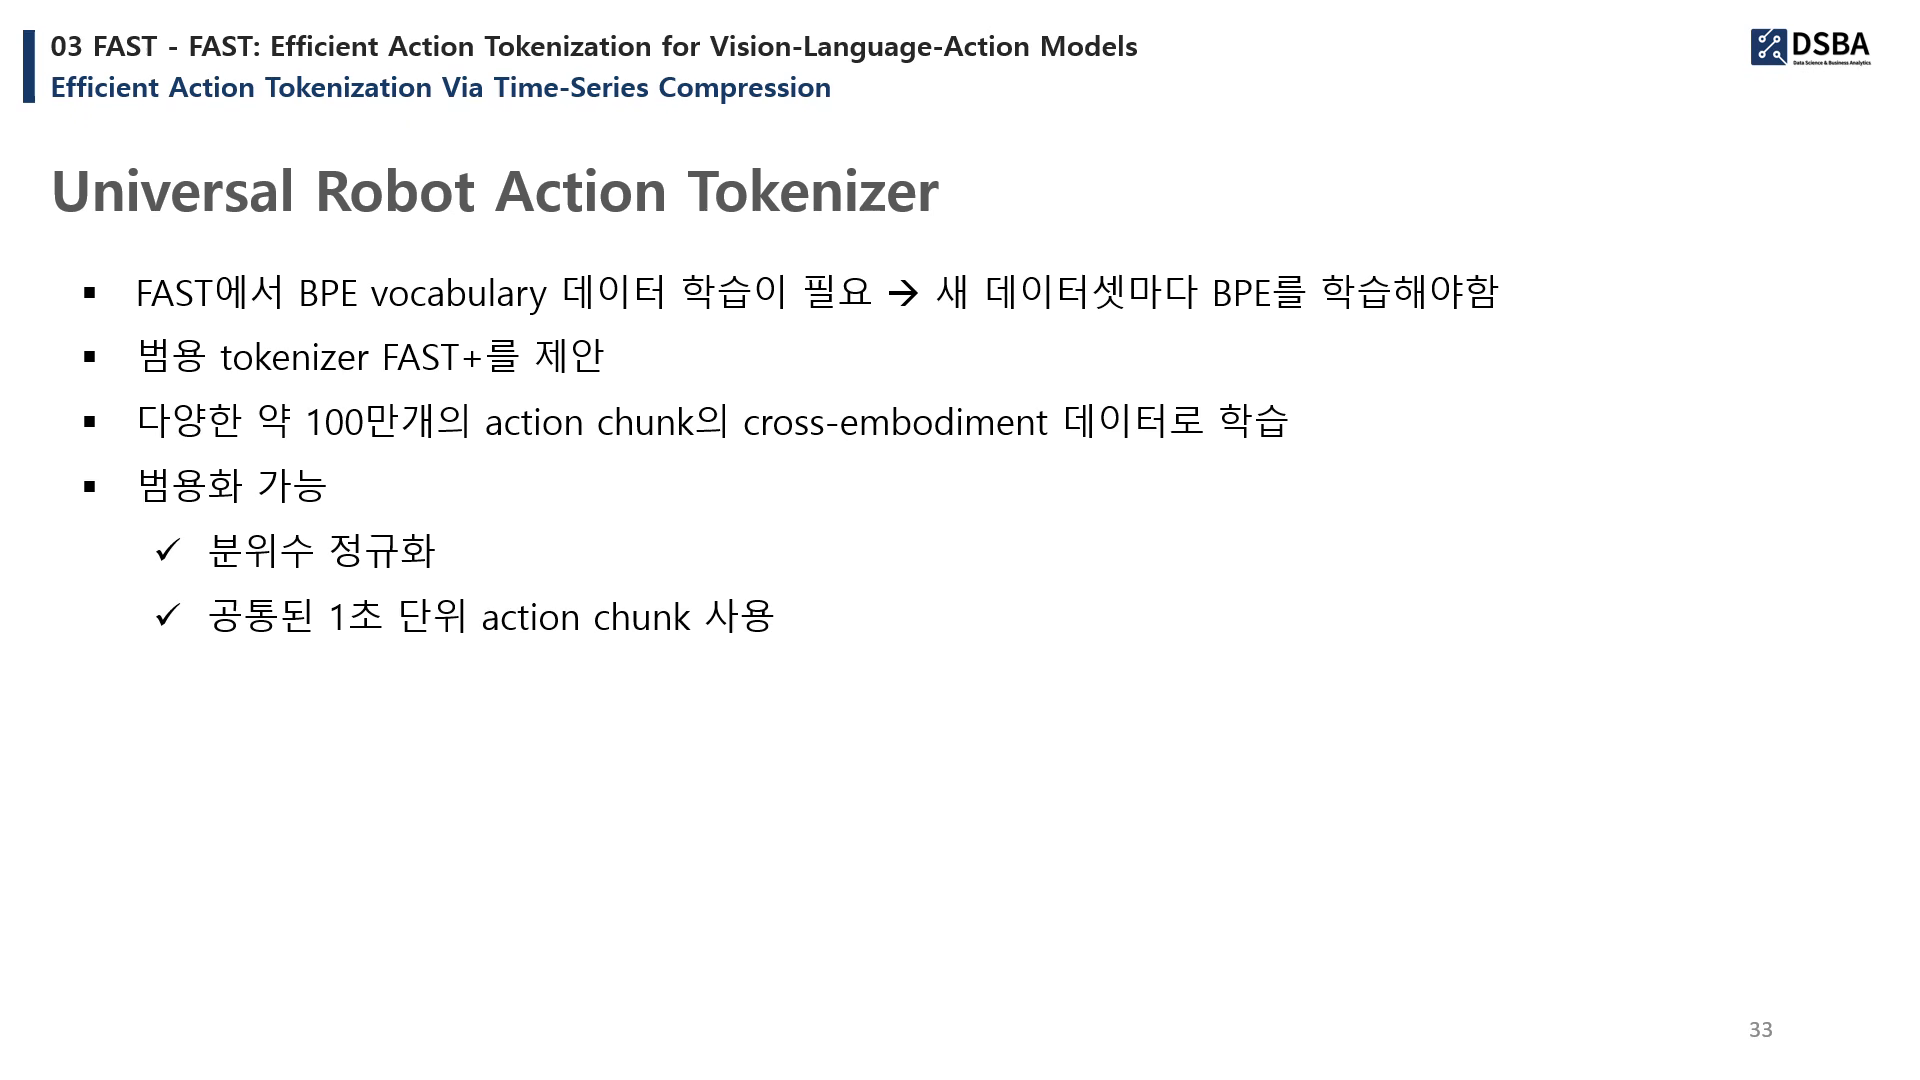 03 FAST - FAST: Efficient Action Tokenization for Vision-Language-Action Models
Efficient Action Tokenization Via Time-Series Compression
DSBA
Data Science & Business Analytics
Universal Robot Action Tokenizer
▪ FAST에서 BPE vocabulary 데이터 학습이 필요 → 새 데이터셋마다 BPE를 학습해야함
▪ 범용 tokenizer FAST+를 제안
▪ 다양한 약 100만개의 action chunk의 cross-embodiment 데이터로 학습
▪ 범용화 가능
✓ 분위수 정규화
✓ 공통된 1초 단위 action chunk 사용
33